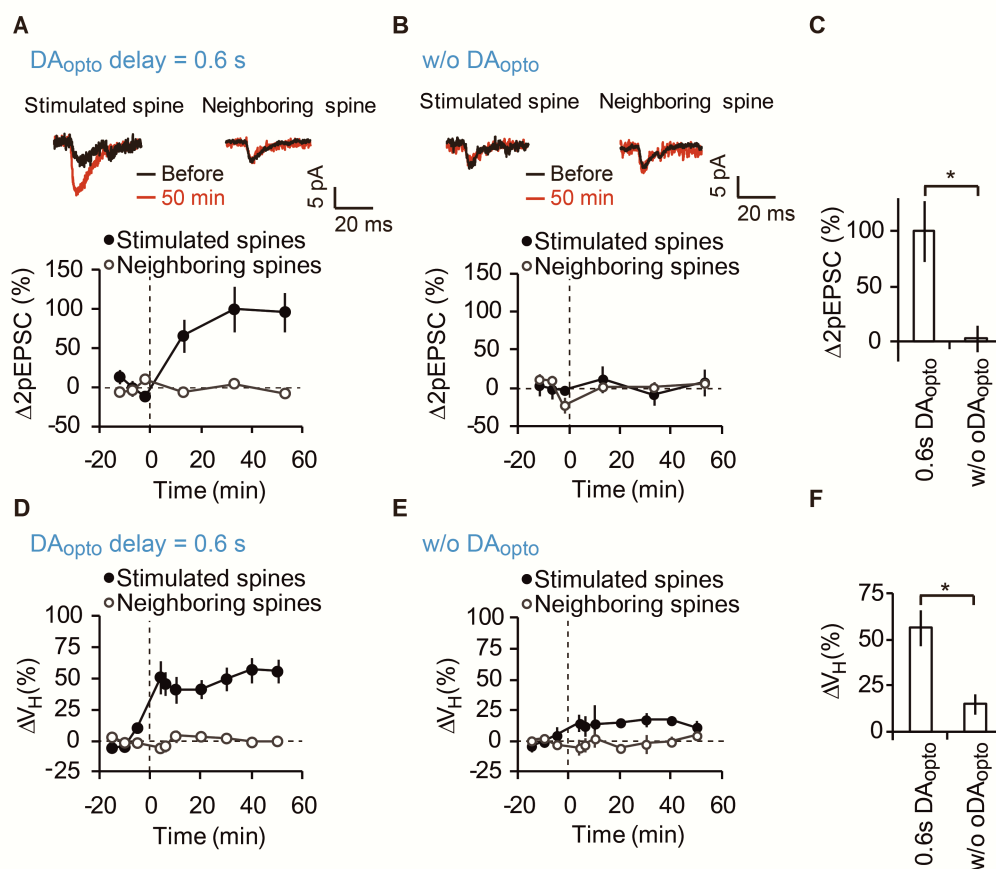 A
DAopto delay = 0.6 s
Stimulated spine
Neighboring spine
Before
50 min
5 pA
20 ms
Stimulated spines
Neighboring spines
Δ2pEPSC (%)
150
100
50
0
-50
-20
0
20
40
60
Time (min)
B
w/o DAopto
Stimulated spine
Neighboring spine
Before
50 min
5 pA
20 ms
Stimulated spines
Neighboring spines
Δ2pEPSC (%)
150
100
50
0
-50
-20
0
20
40
60
Time (min)
C
*
Δ2pEPSC (%)
100
0
0.6s DAopto
w/o oDAopto
D
DAopto delay = 0.6 s
Stimulated spines
Neighboring spines
ΔVH(%)
100
75
50
25
0
-25
-20
0
20
40
60
Time (min)
E
w/o DAopto
Stimulated spines
Neighboring spines
ΔVH(%)
100
75
50
25
0
-25
-20
0
20
40
60
Time (min)
F
*
ΔVH(%)
75
50
25
0
0.6s DAopto
w/o oDAopto